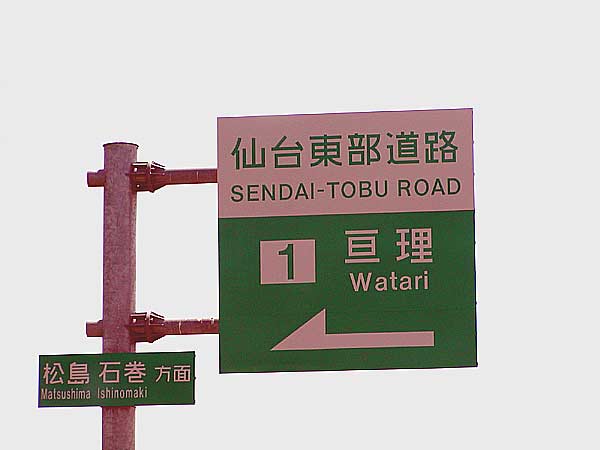 仙台東部道路
SENDAI-TOBU ROAD
1 亘理
Watari
松島 石巻 方面
Matsushima Ishinomaki